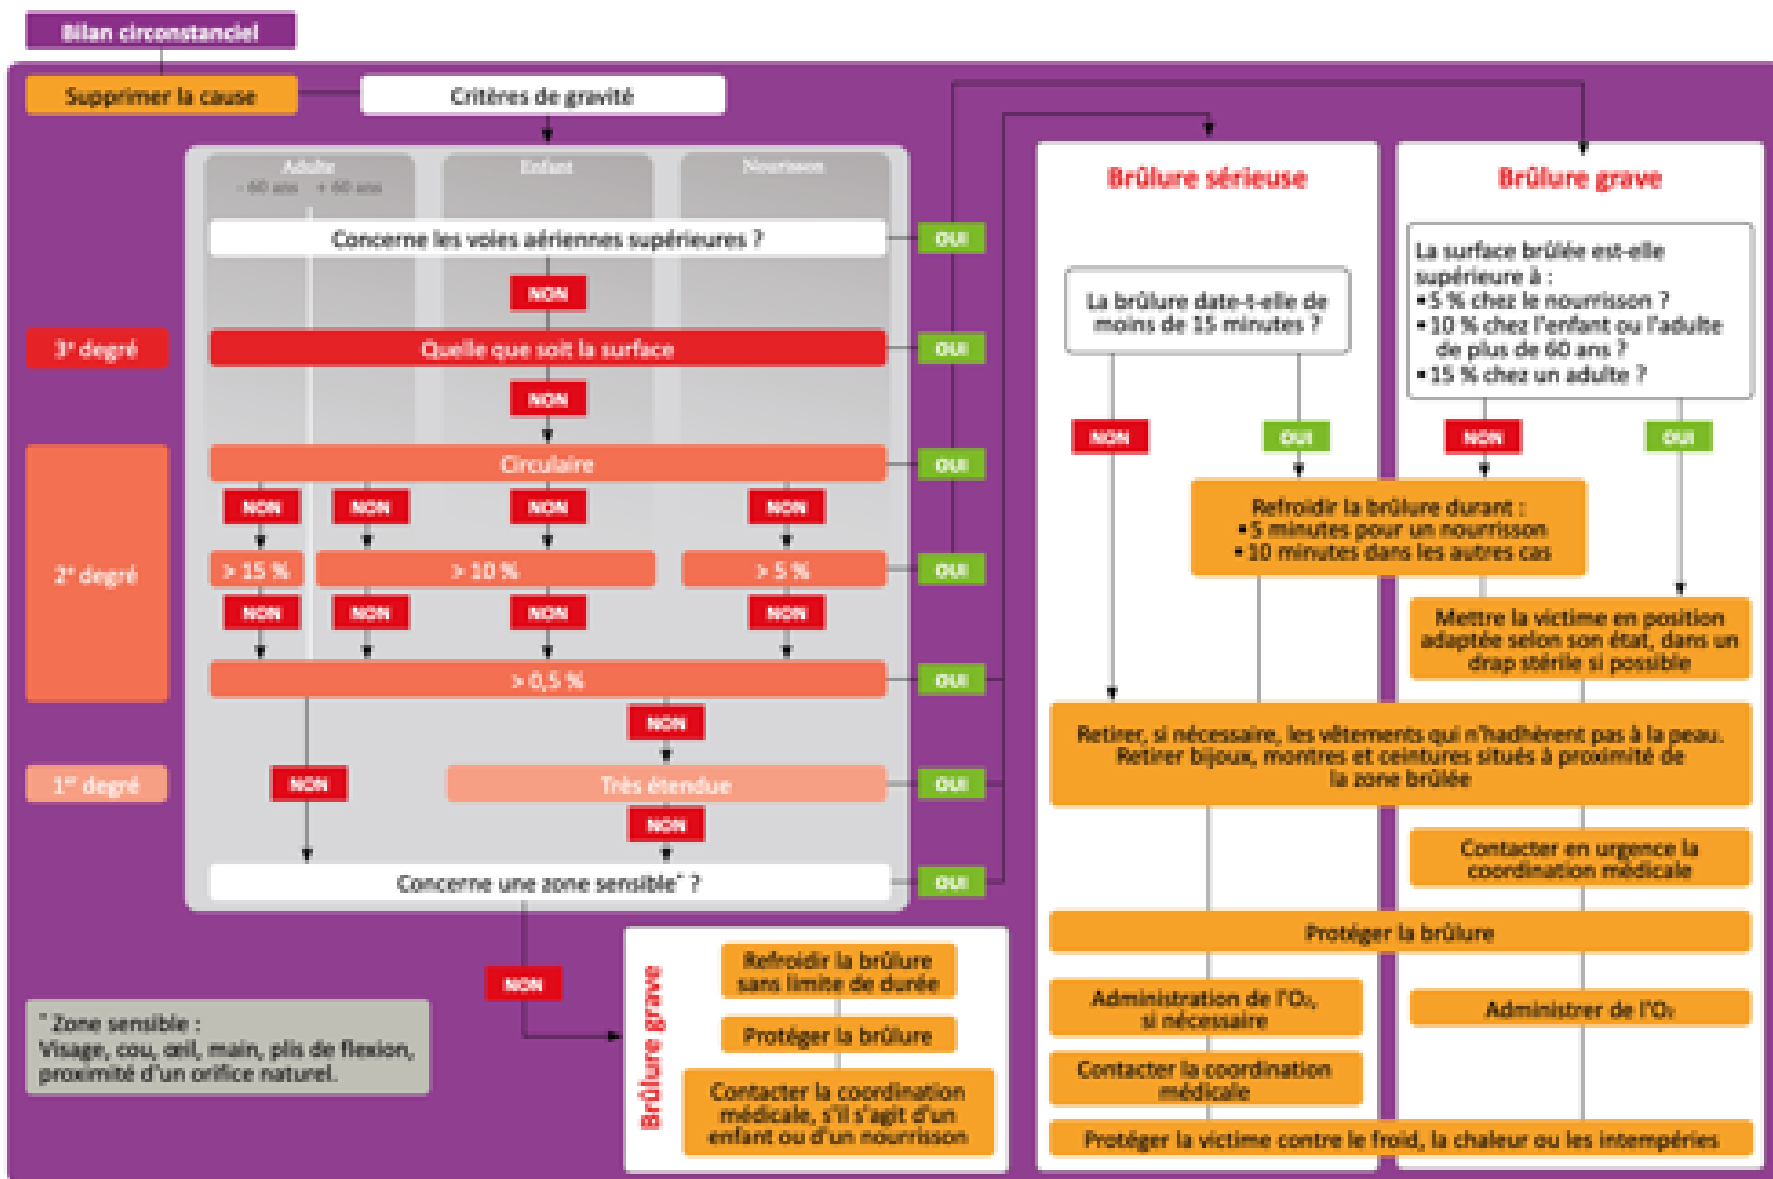 Bilan circonstanciel
Supprimer la cause
Critères de gravité
Adulte
- 60 ans + 60 ans
Enfant
Nourisson
Concerne les voies aériennes supérieures ?
OUI
NON
3e degré
Quelle que soit la surface
OUI
NON
2e degré
Circulaire
OUI
NON
NON
NON
NON
> 15 %
> 10 %
> 5 %
OUI
NON
NON
NON
NON
> 0,5 %
OUI
NON
1er degré
NON
Très étendue
OUI
NON
Concerne une zone sensible* ?
OUI
NON
* Zone sensible :
Visage, cou, œil, main, plis de flexion,
proximité d'un orifice naturel.
Brûlure grave
Refroidir la brûlure
sans limite de durée
Protéger la brûlure
Contacter la coordination
médicale, s'il s'agit d'un
enfant ou d'un nourrisson
Brûlure sérieuse
La brûlure date-t-elle de
moins de 15 minutes ?
NON
OUI
Brûlure grave
La surface brûlée est-elle
supérieure à :
• 5 % chez le nourrisson ?
• 10 % chez l'enfant ou l'adulte
de plus de 60 ans ?
• 15 % chez un adulte ?
NON
OUI
Refroidir la brûlure durant :
• 5 minutes pour un nourrisson
• 10 minutes dans les autres cas
Mettre la victime en position
adaptée selon son état, dans un
drap stérile si possible
Retirer, si nécessaire, les vêtements qui n'hadhèrent pas à la peau.
Retirer bijoux, montres et ceintures situés à proximité de
la zone brûlée
Contacter en urgence la
coordination médicale
Protéger la brûlure
Administration de l'O₂,
si nécessaire
Administrer de l'O₂
Contacter la coordination
médicale
Protéger la victime contre le froid, la chaleur ou les intempéries